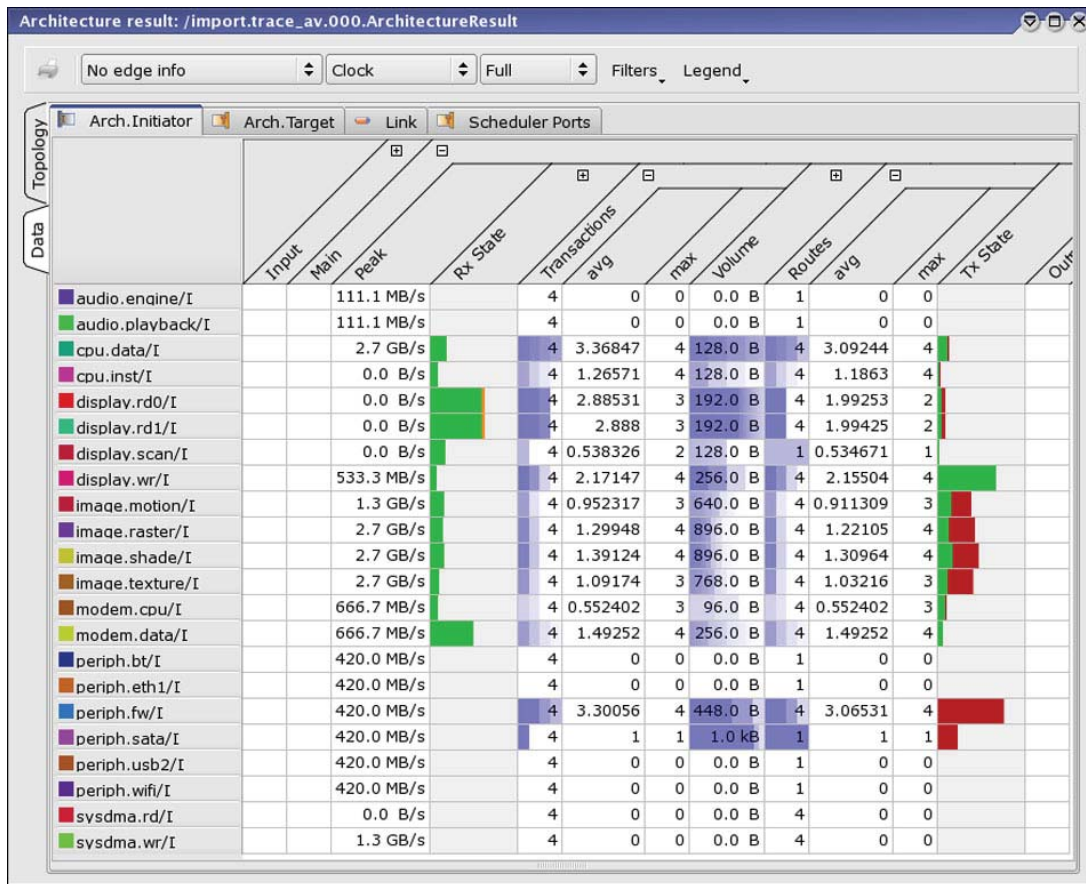 Architecture result: /import.trace_av.000.ArchitectureResult
No edge info Clock Full Filters Legend
Topology
Data
Arch.Initiator Arch.Target Link Scheduler Ports
Input Main Peak Rx State Transactions avg max Volume Routes avg max Tx State Out
audio.engine/I 111.1 MB/s 4 0 0 0.0 B 1 0 0
audio.playback/I 111.1 MB/s 4 0 0 0.0 B 1 0 0
cpu.data/I 2.7 GB/s 4 3.36847 4 128.0 B 4 3.09244 4
cpu.inst/I 0.0 B/s 4 1.26571 4 128.0 B 4 1.1863 4
display.rd0/I 0.0 B/s 4 2.88531 3 192.0 B 4 1.99253 2
display.rd1/I 0.0 B/s 4 2.888 3 192.0 B 4 1.99425 2
display.scan/I 0.0 B/s 4 0.538326 2 128.0 B 1 0.534671 1
display.wr/I 533.3 MB/s 4 2.17147 4 256.0 B 4 2.15504 4
image.motion/I 1.3 GB/s 4 0.952317 3 640.0 B 4 0.911309 3
image.raster/I 2.7 GB/s 4 1.29948 4 896.0 B 4 1.22105 4
image.shade/I 2.7 GB/s 4 1.39124 4 896.0 B 4 1.30964 4
image.texture/I 2.7 GB/s 4 1.09174 3 768.0 B 4 1.03216 3
modem.cpu/I 666.7 MB/s 4 0.552402 3 96.0 B 4 0.552402 3
modem.data/I 666.7 MB/s 4 1.49252 4 256.0 B 4 1.49252 4
periph.bt/I 420.0 MB/s 4 0 0 0.0 B 1 0 0
periph.eth1/I 420.0 MB/s 4 0 0 0.0 B 1 0 0
periph.fw/I 420.0 MB/s 4 3.30056 4 448.0 B 4 3.06531 4
periph.sata/I 420.0 MB/s 4 1 1 1.0 kB 1 1 1
periph.usb2/I 420.0 MB/s 4 0 0 0.0 B 1 0 0
periph.wifi/I 420.0 MB/s 4 0 0 0.0 B 1 0 0
sysdma.rd/I 0.0 B/s 4 0 0 0.0 B 4 0 0
sysdma.wr/I 1.3 GB/s 4 0 0 0.0 B 4 0 0